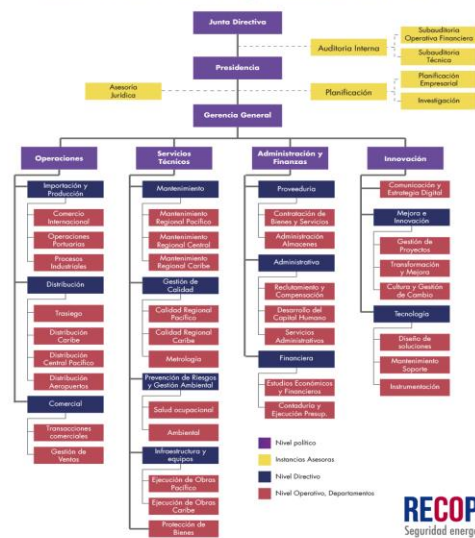 Junta Directiva
Auditoría Interna
Subauditoría
Operativa Financiera
Subauditoría
Técnica
Presidencia
Asesoría
Jurídica
Planificación
Planificación
Empresarial
Investigación
Gerencia General
Operaciones
Importación y
Producción
Comercio
Internacional
Operaciones
Portuarias
Procesos
Industriales
Distribución
Trasiego
Distribución
Caribe
Distribución
Central Pacífico
Distribución
Aeropuertos
Comercial
Transacciones
comerciales
Gestión de
Ventas
Servicios
Técnicos
Mantenimiento
Mantenimiento
Regional Pacífico
Mantenimiento
Regional Central
Mantenimiento
Regional Caribe
Gestión de
Calidad
Calidad Regional
Pacífico
Calidad Regional
Caribe
Metrología
Prevención de Riesgos
y Gestión Ambiental
Salud ocupacional
Ambiental
Infraestructura y
equipos
Ejecución de Obras
Pacífico
Ejecución de Obras
Caribe
Protección de
Bienes
Administración y
Finanzas
Proveeduría
Contratación de
Bienes y Servicios
Administración
Almacenes
Administrativa
Reclutamiento y
Compensación
Desarrollo del
Capital Humano
Servicios
Administrativos
Financiera
Estudios Económicos
y Financieros
Contaduría y
Ejecución Presup.
Innovación
Comunicación y
Estrategia Digital
Mejora e
Innovación
Gestión de
Proyectos
Transformación
y Mejora
Cultura y Gestión
de Cambio
Tecnología
Diseño de
soluciones
Mantenimiento
Soporte
Instrumentación
Nivel político
Instancias Asesoras
Nivel Directivo
Nivel Operativo, Departamentos
RECOP
Seguridad energé